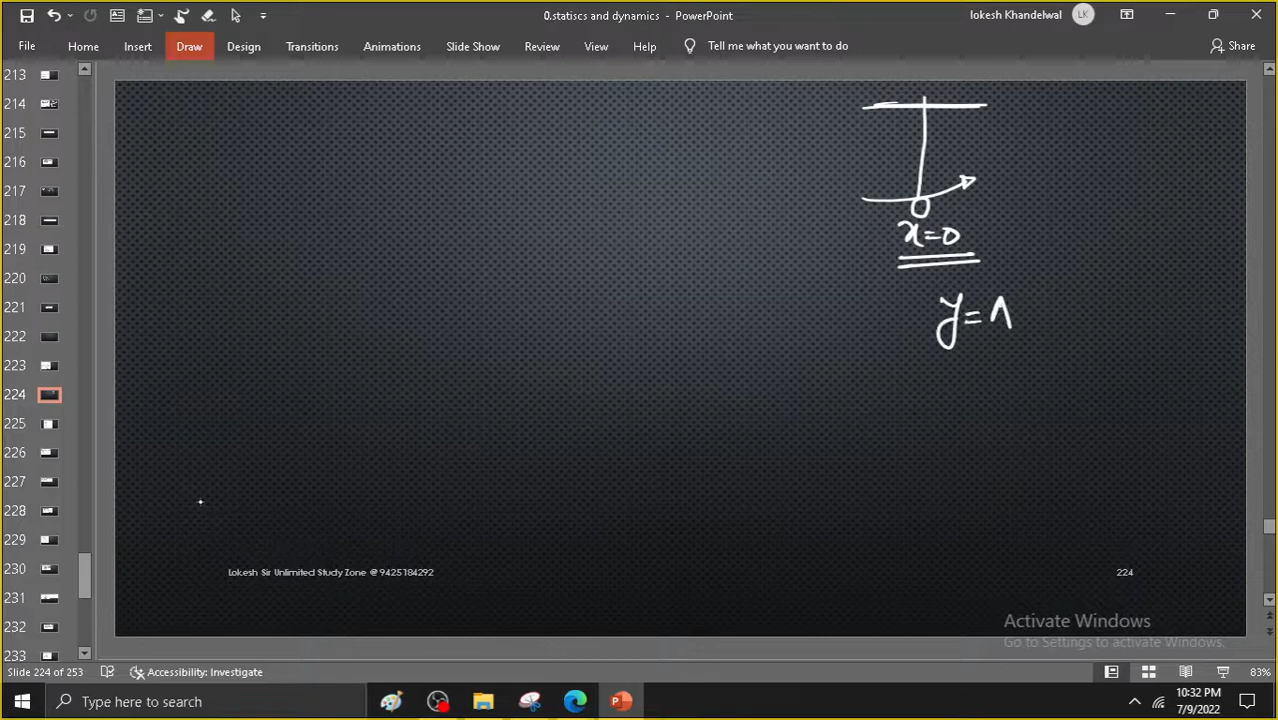 0.statiscs and dynamics - PowerPoint
lokesh Khandelwal
LK
File
Home
Insert
Draw
Design
Transitions
Animations
Slide Show
Review
View
Help
Tell me what you want to do
Share
213
214
215
216
217
218
219
220
221
222
223
224
225
226
227
228
229
230
231
232
233
x=0
y=
Lokesh Sir Unlimited Study Zone @ 9425184292
224
Activate Windows
Go to Settings to activate Windows.
Slide 224 of 253
Accessibility: Investigate
83%
Type here to search
10:32 PM
7/9/2022